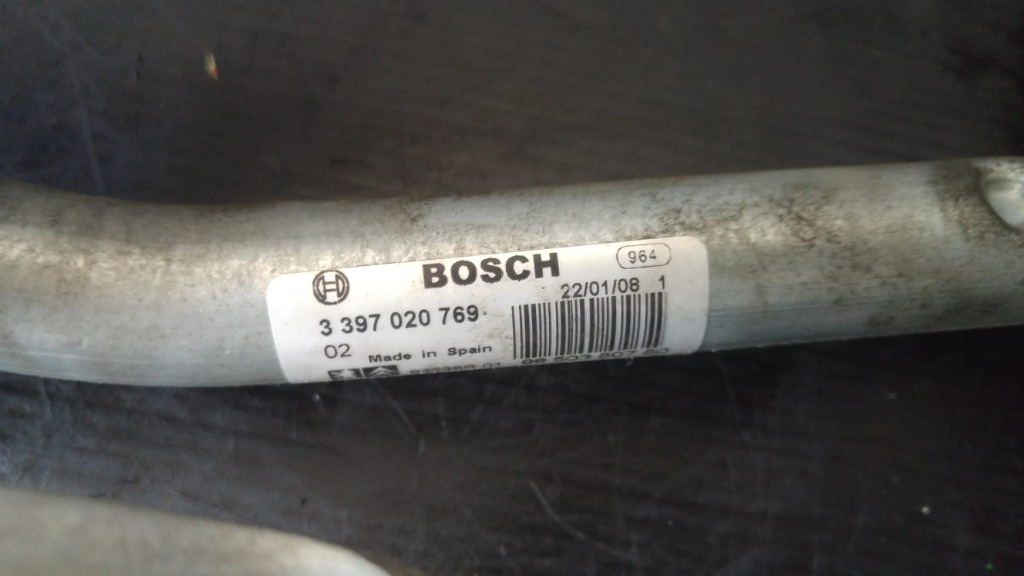 BOSCH 964
22/01/08 1
3 397 020 769
02 Made in Spain